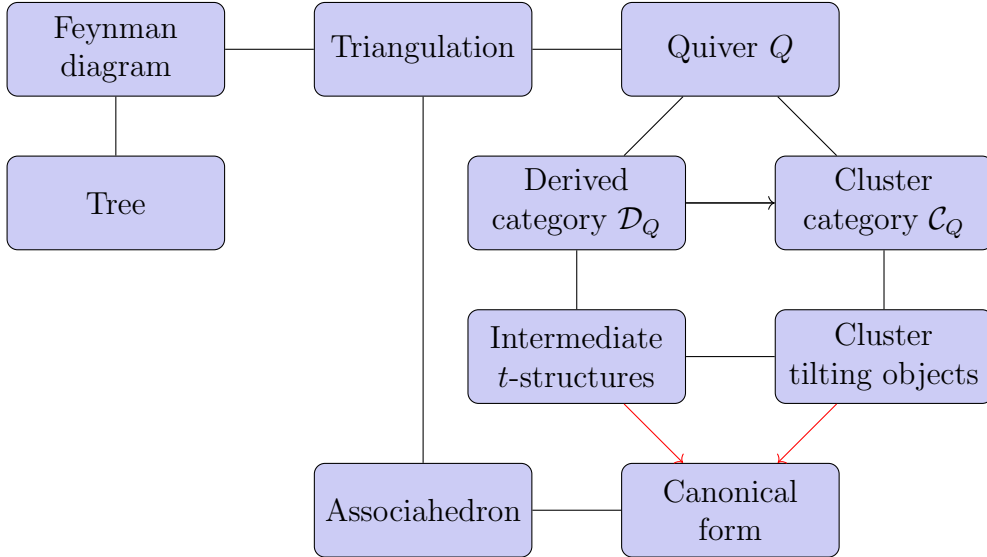 Feynman
diagram
Triangulation
Quiver Q
Tree
Derived
category 𝒟_Q
Cluster
category 𝒞_Q
Intermediate
t-structures
Cluster
tilting objects
Associahedron
Canonical
form